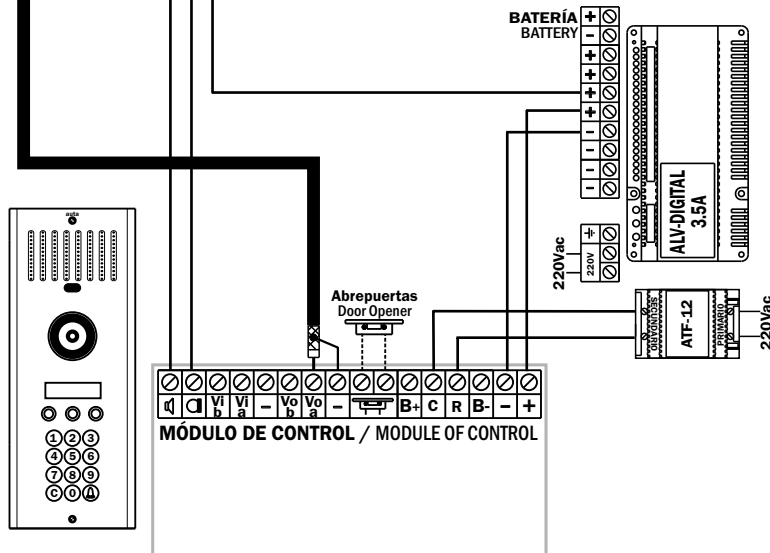 BATERÍA
BATTERY
+
-
+
+
+
+
-
-
-
-
ALV-DIGITAL
3.5A
220V
220Vac
SECUNDARIO
ATF-12
PRIMARIO
220Vac
auta
1 2 3
4 5 6
7 8 9
C 0
Abrepuertas
Door Opener
Vi b
Vi a
-
Vo b
Vo a
-
B+
C
R
B-
-
+
MÓDULO DE CONTROL / MODULE OF CONTROL